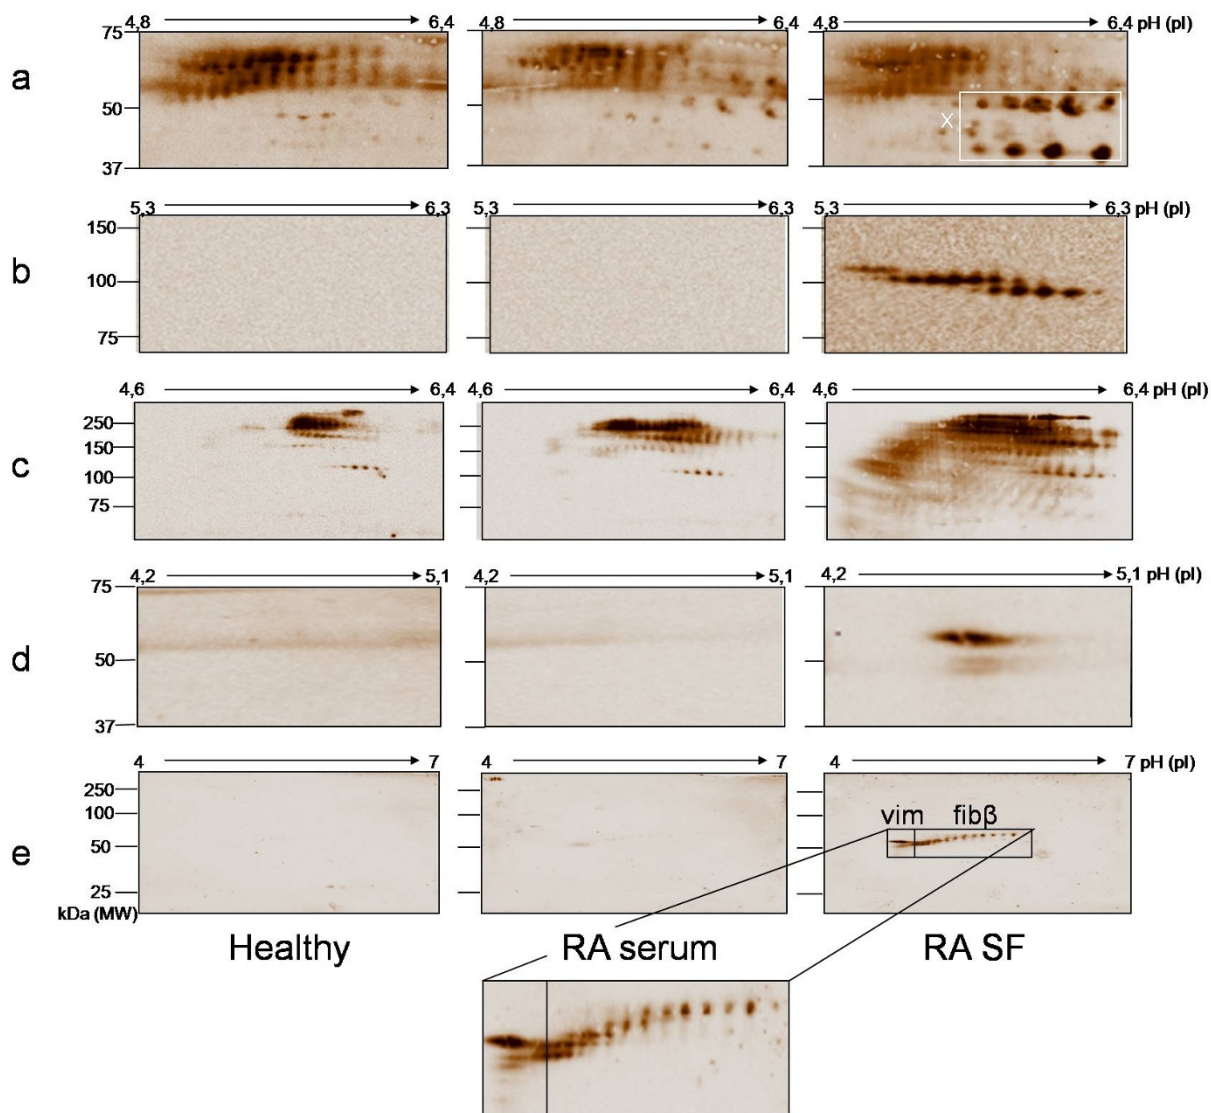 4,8 6,4 4,8 6,4 4,8 6,4 pH (pI)
75
a
50
X
37
5,3 6,3 5,3 6,3 5,3 6,3 pH (pI)
150
b
100
75
4,6 6,4 4,6 6,4 4,6 6,4 pH (pI)
250
c
150
100
75
4,2 5,1 4,2 5,1 4,2 5,1 pH (pI)
75
d
50
37
4 7 4 7 4 7 pH (pI)
250
100
vim fibβ
e
50
25
kDa (MW)
Healthy RA serum RA SF